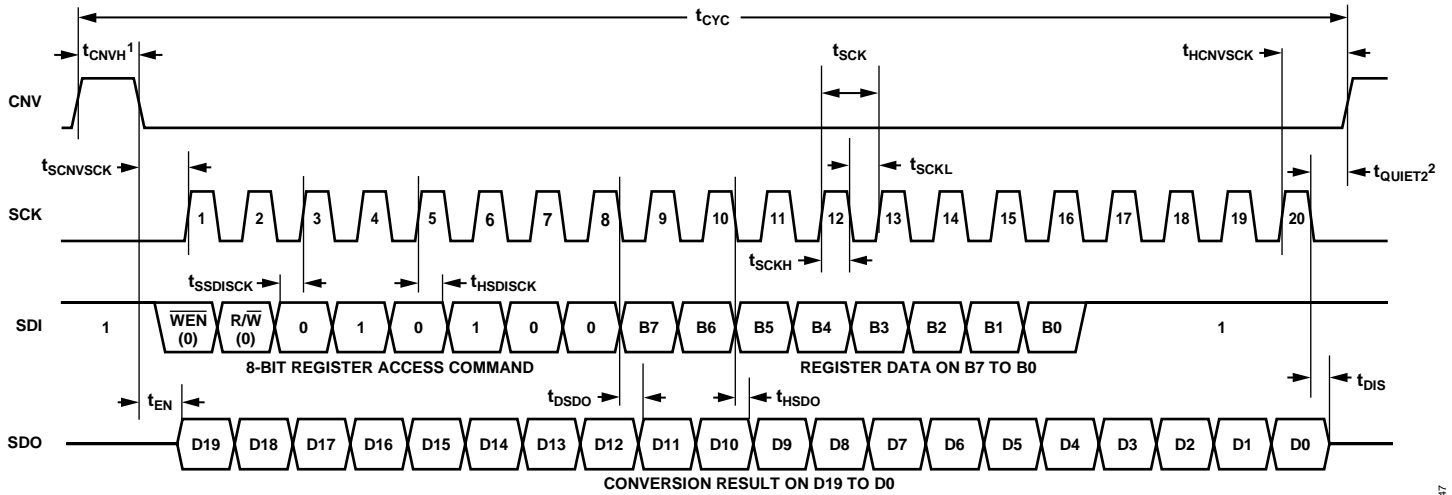 tCYC
tCNVH1
tSCK
tHCNVSCK
CNV
tSCNVSCK
tSCKL
tQUIET22
SCK
1 2 3 4 5 6 7 8 9 10 11 12 13 14 15 16 17 18 19 20
tSCKH
tSSDISCK
tHSDISCK
SDI
1 WEN (0) R/W (0) 0 1 0 1 0 0 B7 B6 B5 B4 B3 B2 B1 B0 1
8-BIT REGISTER ACCESS COMMAND
REGISTER DATA ON B7 TO B0
tEN
tDSDO
tHSDO
tDIS
SDO
D19 D18 D17 D16 D15 D14 D13 D12 D11 D10 D9 D8 D7 D6 D5 D4 D3 D2 D1 D0
CONVERSION RESULT ON D19 TO D0